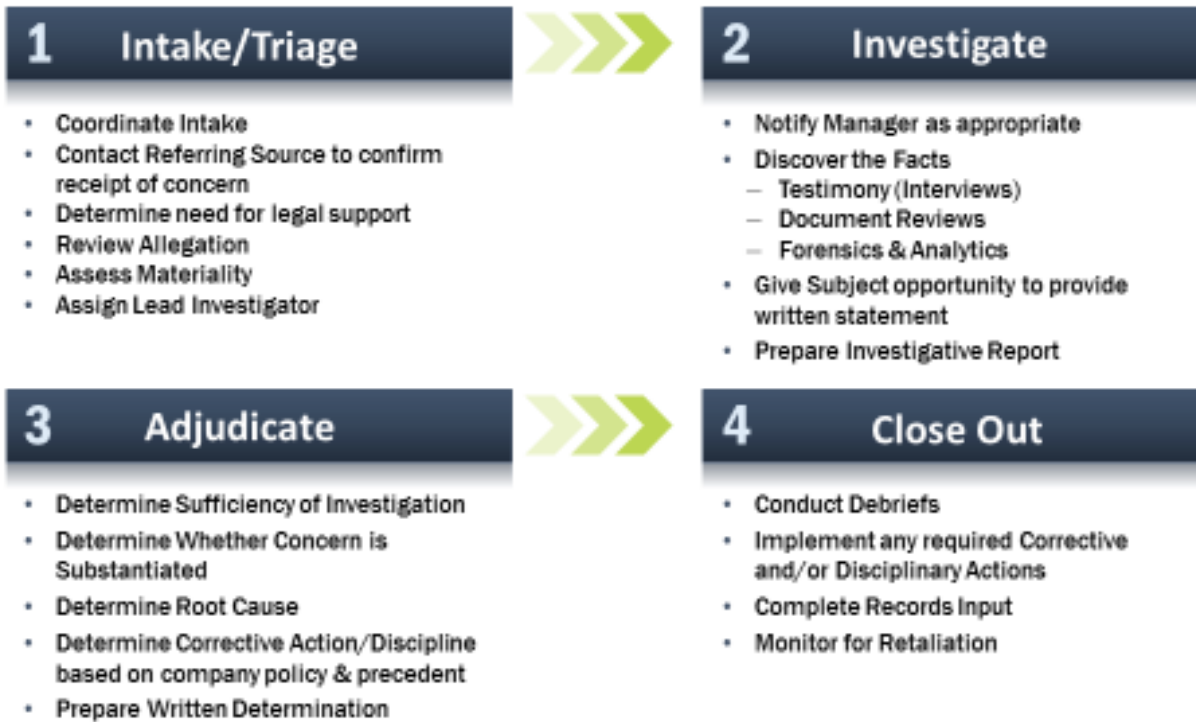 1 Intake/Triage
• Coordinate Intake
• Contact Referring Source to confirm
receipt of concern
• Determine need for legal support
• Review Allegation
• Assess Materiality
• Assign Lead Investigator
2 Investigate
• Notify Manager as appropriate
• Discover the Facts
– Testimony (Interviews)
– Document Reviews
– Forensics & Analytics
• Give Subject opportunity to provide
written statement
• Prepare Investigative Report
3 Adjudicate
• Determine Sufficiency of Investigation
• Determine Whether Concern is
Substantiated
• Determine Root Cause
• Determine Corrective Action/Discipline
based on company policy & precedent
• Prepare Written Determination
4 Close Out
• Conduct Debriefs
• Implement any required Corrective
and/or Disciplinary Actions
• Complete Records Input
• Monitor for Retaliation